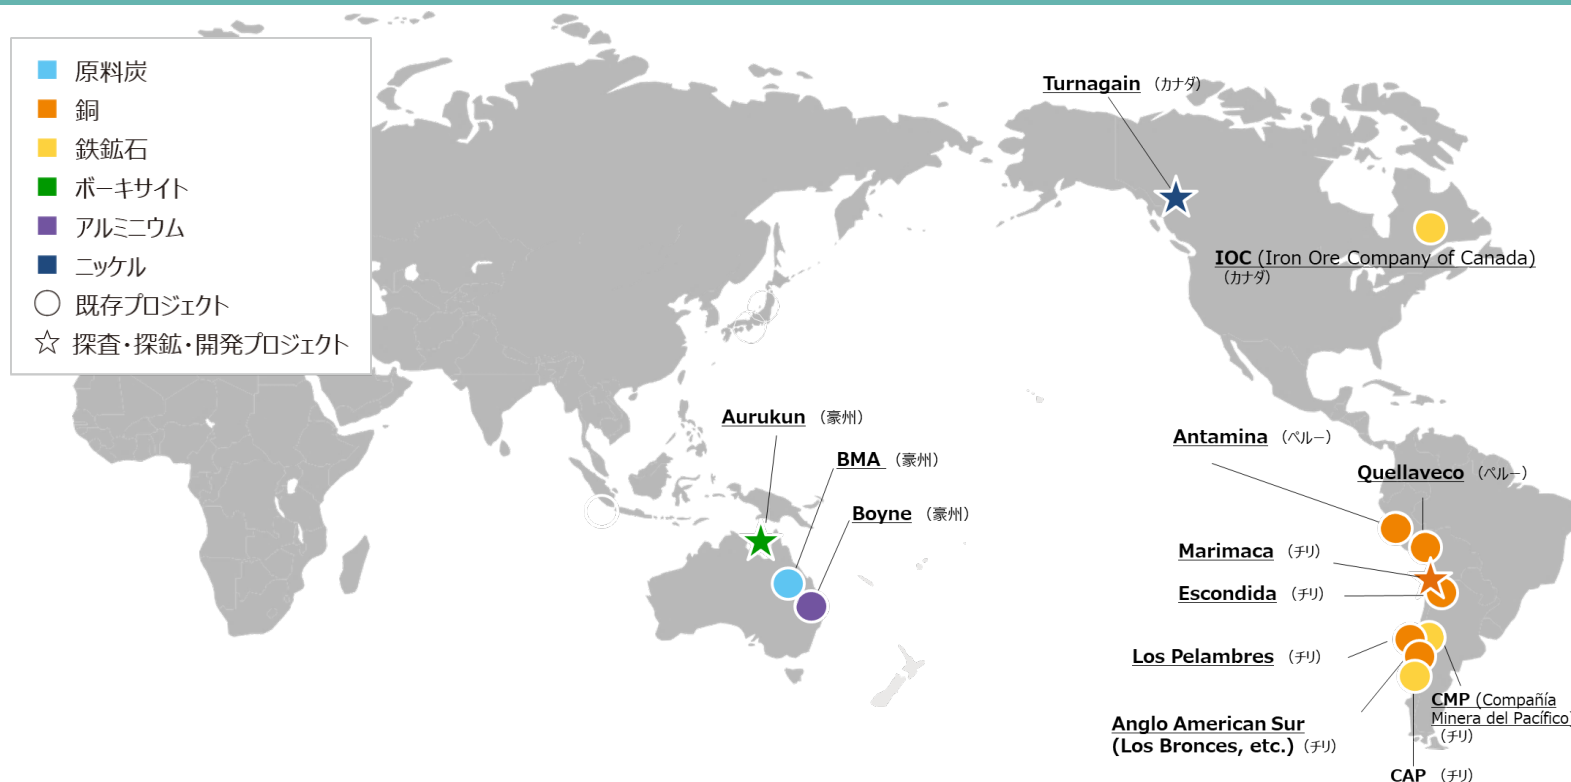 原料炭
銅
鉄鉱石
ボーキサイト
アルミニウム
ニッケル
既存プロジェクト
探査・探鉱・開発プロジェクト
Turnagain （カナダ）
IOC (Iron Ore Company of Canada)
（カナダ）
Aurukun （豪州）
BMA （豪州）
Boyne （豪州）
Antamina （ペルー）
Quellaveco （ペルー）
Marimaca （チリ）
Escondida （チリ）
Los Pelambres （チリ）
Anglo American Sur
(Los Bronces, etc.) （チリ）
CMP (Compañía
Minera del Pacífico)
（チリ）
CAP （チリ）